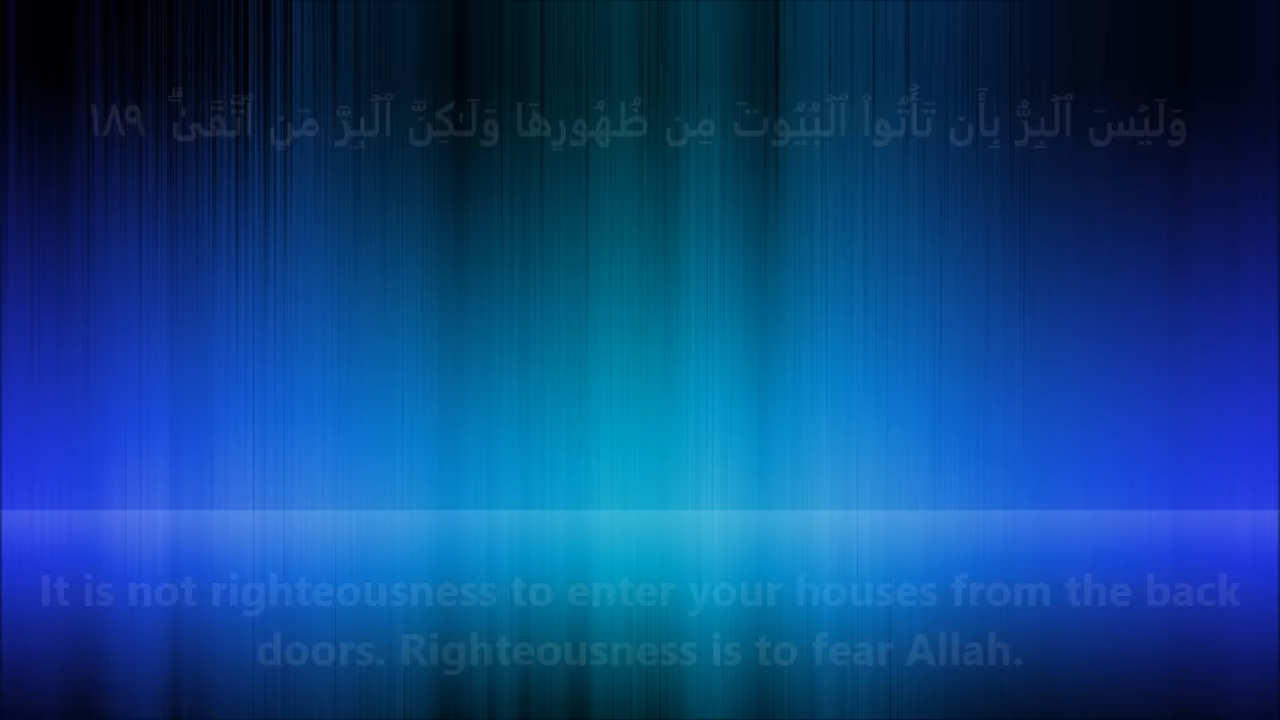 وَلَيْسَ ٱلْبِرُّ بِأَن تَأْتُوا۟ ٱلْبُيُوتَ مِن ظُهُورِهَا وَلَـٰكِنَّ ٱلْبِرَّ مَنِ ٱتَّقَىٰ ۗ ١٨٩
It is not righteousness to enter your houses from the back
doors. Righteousness is to fear Allah.